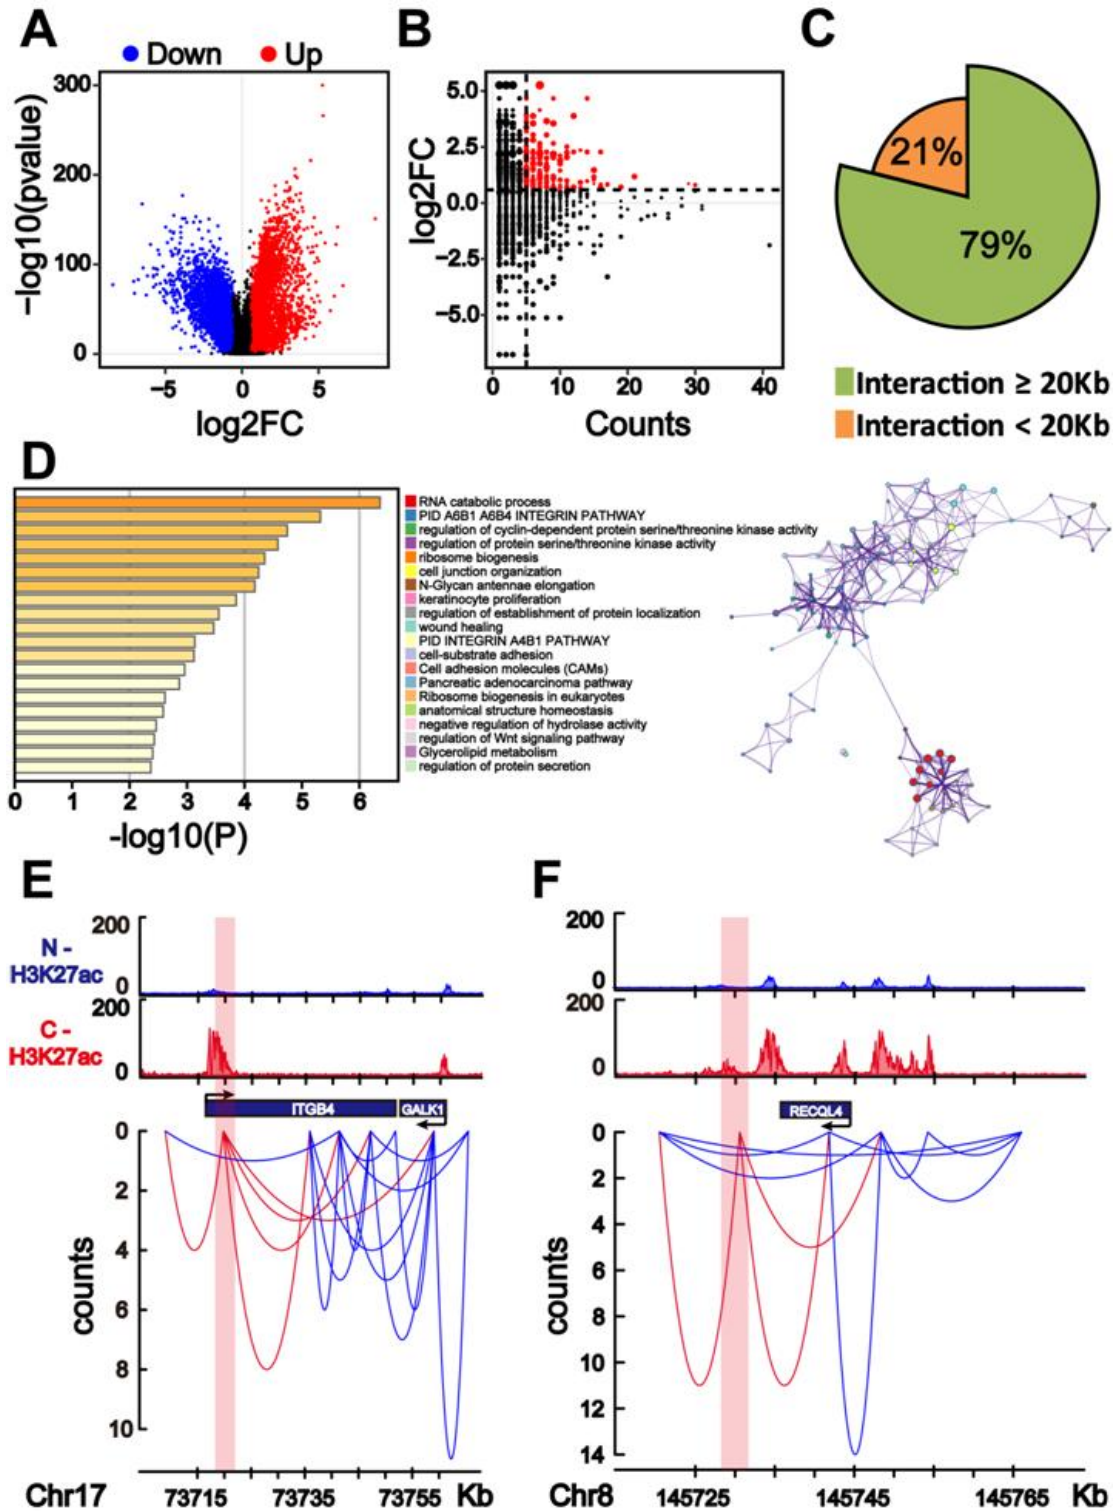 A
Down Up
300
200
100
0
−log10(pvalue)
−5 0 5
log2FC
B
5.0
2.5
0.0
−2.5
−5.0
log2FC
0 10 20 30 40
Counts
C
21%
79%
Interaction ≥ 20Kb
Interaction < 20Kb
D
RNA catabolic process
PID A6B1 A6B4 INTEGRIN PATHWAY
regulation of cyclin-dependent protein serine/threonine kinase activity
regulation of protein serine/threonine kinase activity
ribosome biogenesis
cell junction organization
N-Glycan antennae elongation
keratinocyte proliferation
regulation of establishment of protein localization
wound healing
PID INTEGRIN A4B1 PATHWAY
cell-substrate adhesion
Cell adhesion molecules (CAMs)
Pancreatic adenocarcinoma pathway
Ribosome biogenesis in eukaryotes
anatomical structure homeostasis
negative regulation of hydrolase activity
regulation of Wnt signaling pathway
Glycerolipid metabolism
regulation of protein secretion
0 1 2 3 4 5 6
-log10(P)
E
N -
H3K27ac
200
0
C -
H3K27ac
200
0
ITGB4 GALK1
0
2
4
6
8
10
counts
Chr17 73715 73735 73755 Kb
F
200
0
200
0
RECQL4
0
2
4
6
8
10
12
14
counts
Chr8 145725 145745 145765 Kb